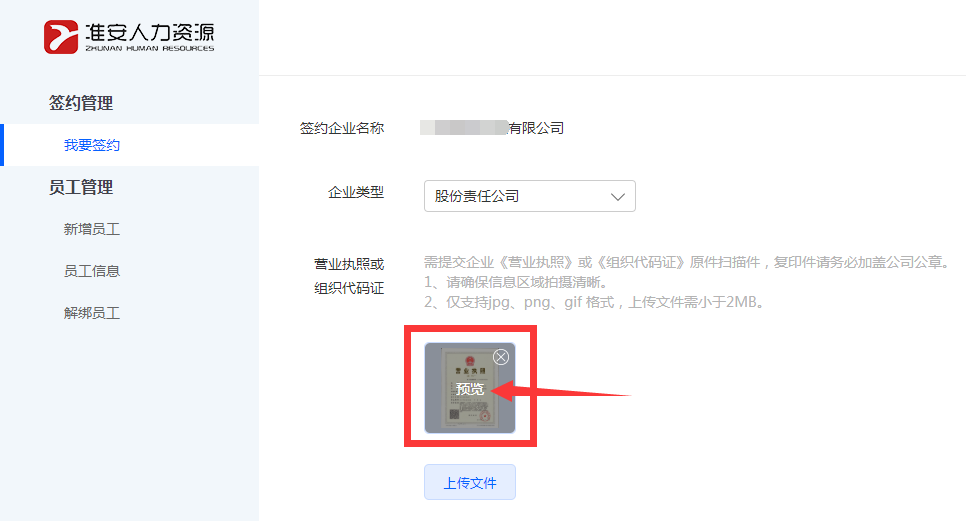 准安人力资源
ZHUNAN HUMAN RESOURCES
签约管理
我要签约
员工管理
新增员工
员工信息
解绑员工
签约企业名称
有限公司
企业类型
股份责任公司
营业执照或
组织代码证
需提交企业《营业执照》或《组织代码证》原件扫描件，复印件请务必加盖公司公章。
1、请确保信息区域拍摄清晰。
2、仅支持jpg、png、gif 格式，上传文件需小于2MB。
营业执照
预览
上传文件